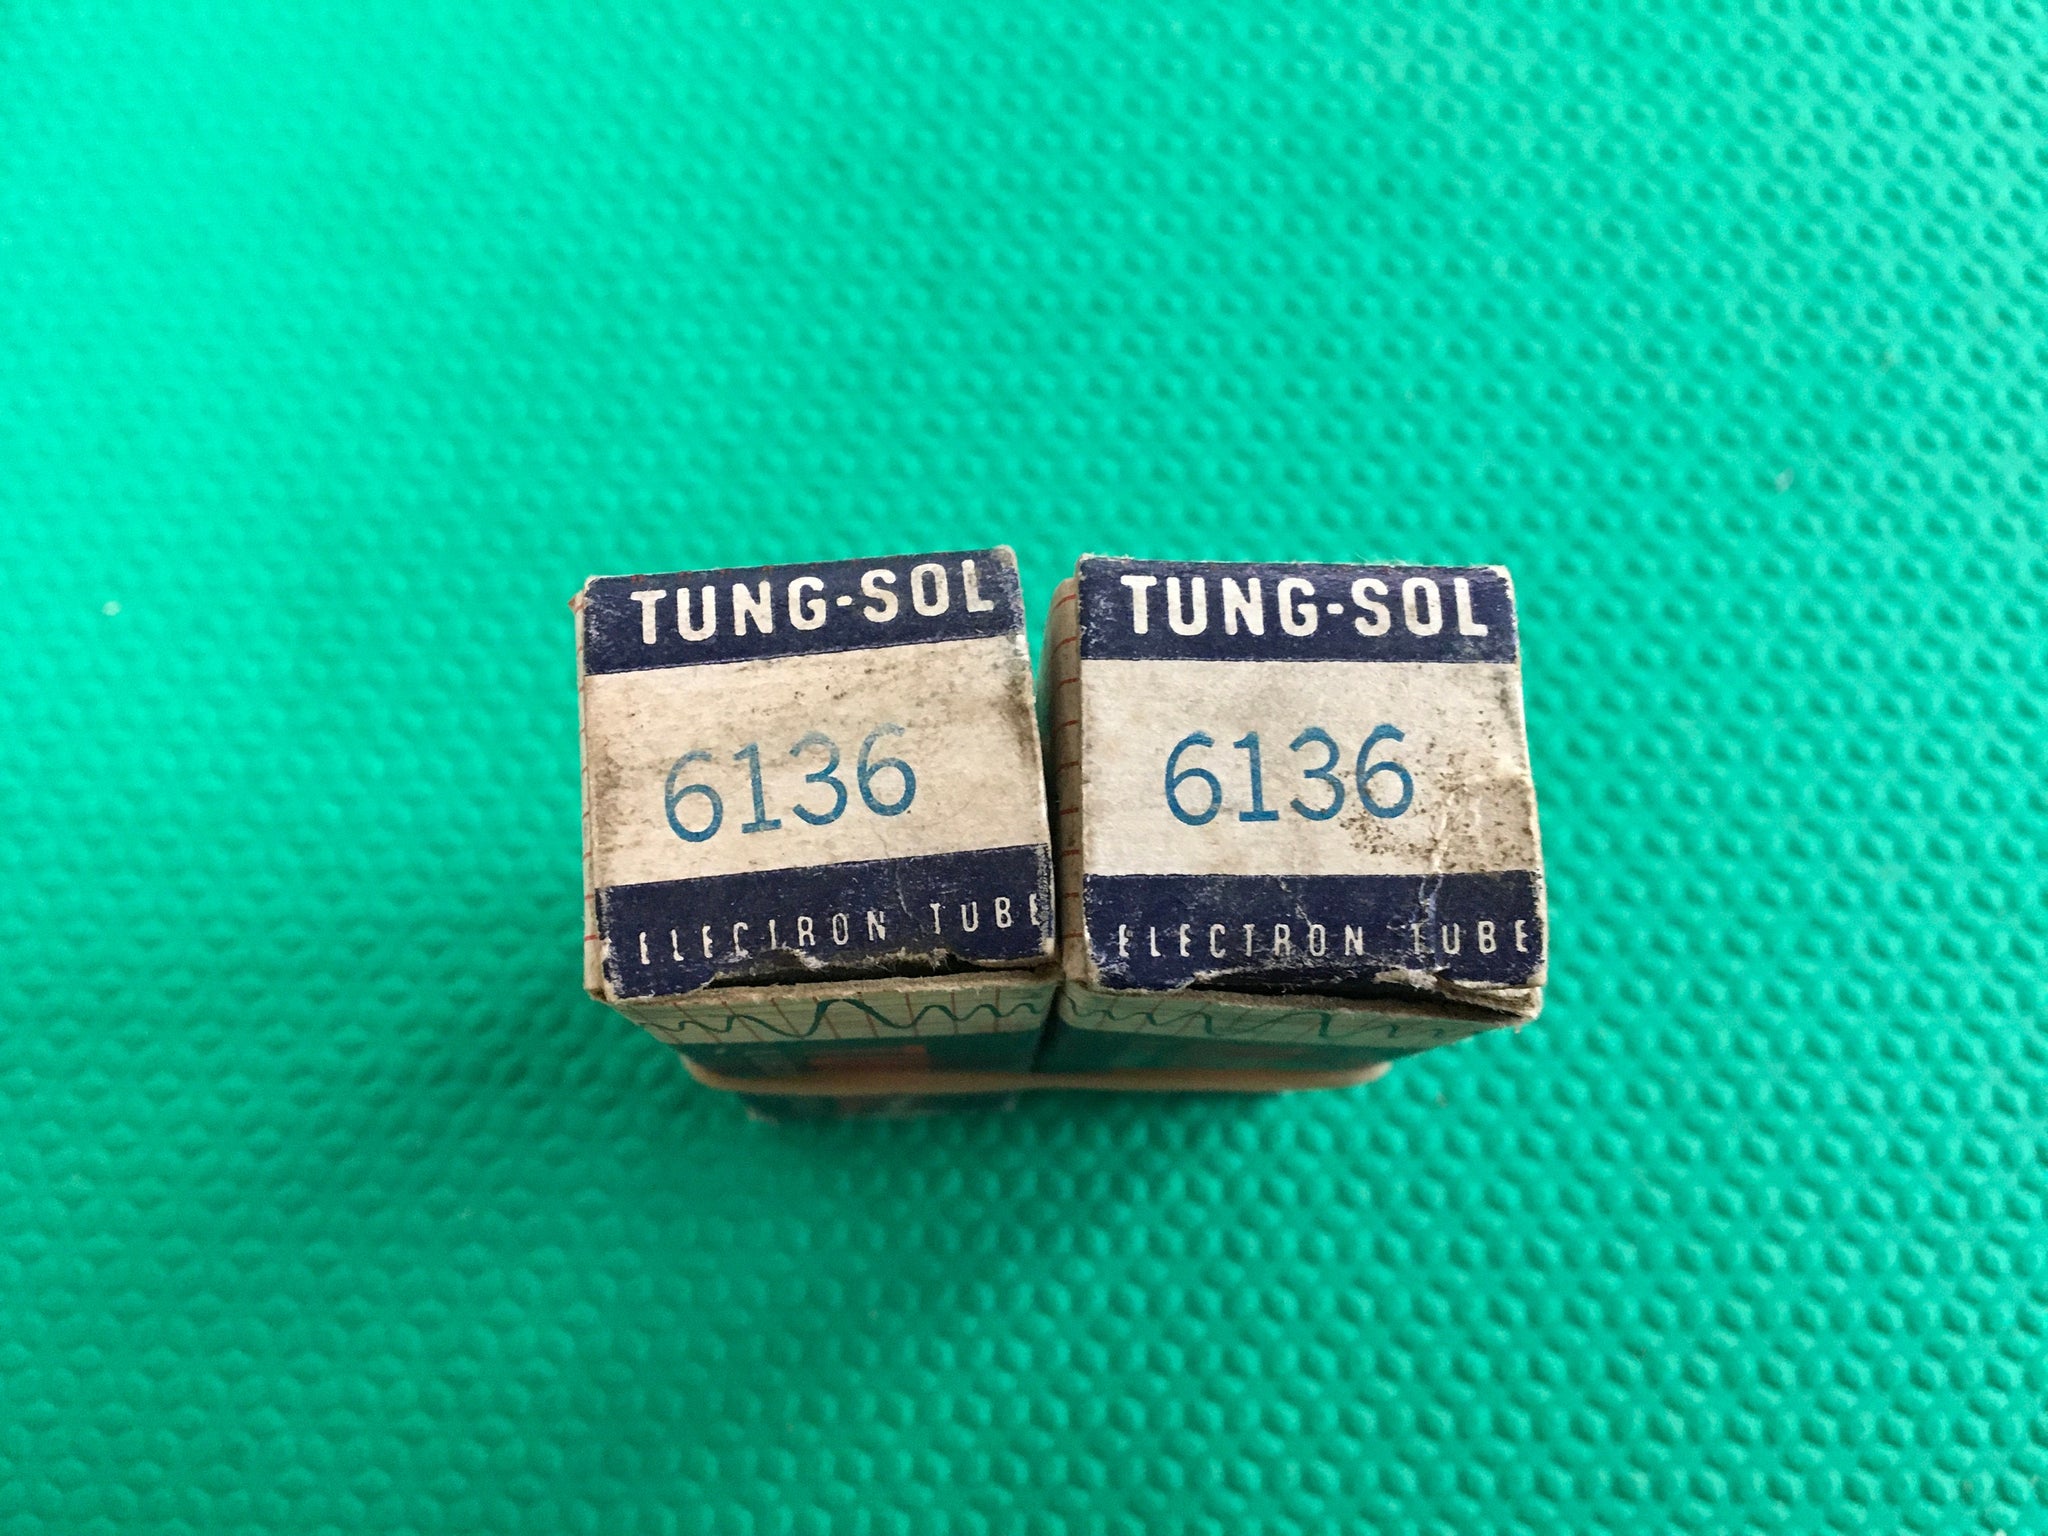 TUNG-SOL
6136
ELECTRON TUBE
TUNG-SOL
6136
ELECTRON TUBE